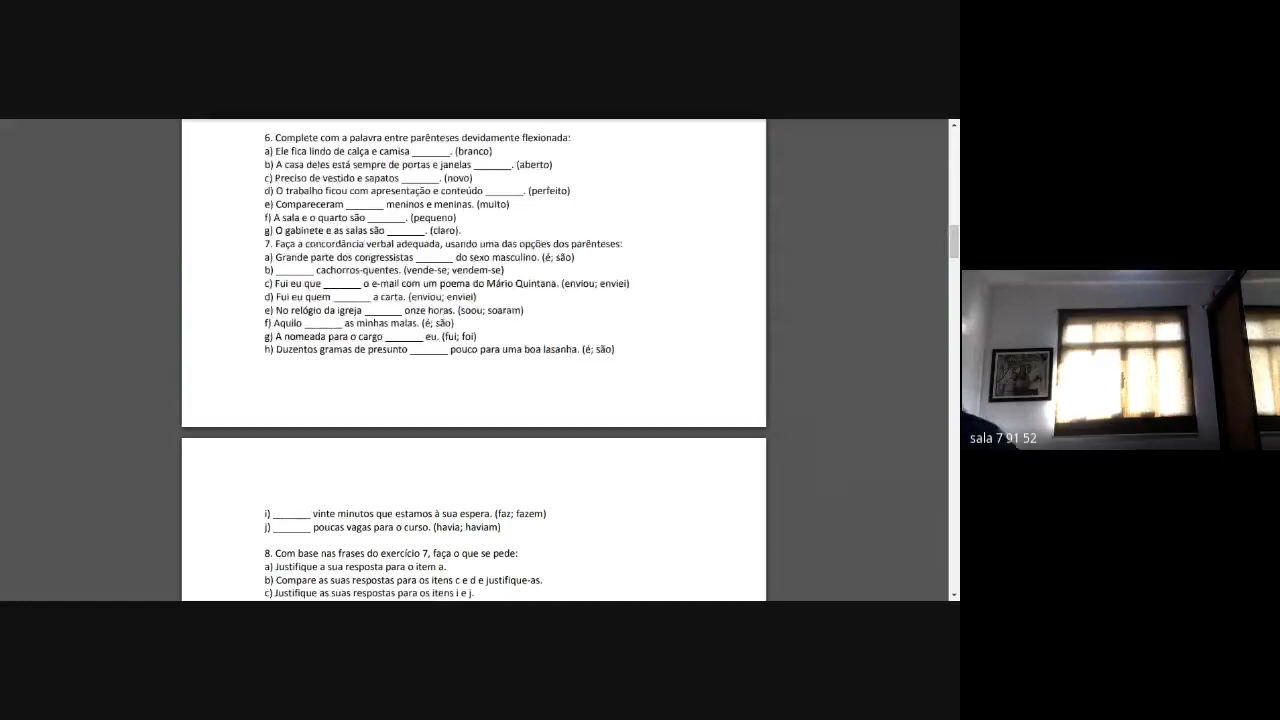 6. Complete com a palavra entre parênteses devidamente flexionada:
a) Ele fica lindo de calça e camisa _______. (branco)
b) A casa deles está sempre de portas e janelas _______. (aberto)
c) Preciso de vestido e sapatos _______. (novo)
d) O trabalho ficou com apresentação e conteúdo _______. (perfeito)
e) Compareceram _______ meninos e meninas. (muito)
f) A sala e o quarto são _______. (pequeno)
g) O gabinete e as salas são _______. (claro).
7. Faça a concordância verbal adequada, usando uma das opções dos parênteses:
a) Grande parte dos congressistas _______ do sexo masculino. (é; são)
b) _______ cachorros-quentes. (vende-se; vendem-se)
c) Fui eu que _______ o e-mail com um poema do Mário Quintana. (enviou; enviei)
d) Fui eu quem _______ a carta. (enviou; enviei)
e) No relógio da igreja _______ onze horas. (soou; soaram)
f) Aquilo _______ as minhas malas. (é; são)
g) A nomeada para o cargo _______ eu. (fui; foi)
h) Duzentos gramas de presunto _______ pouco para uma boa lasanha. (é; são)
i) _______ vinte minutos que estamos à sua espera. (faz; fazem)
j) _______ poucas vagas para o curso. (havia; haviam)
8. Com base nas frases do exercício 7, faça o que se pede:
a) Justifique a sua resposta para o item a.
b) Compare as suas respostas para os itens c e d e justifique-as.
c) Justifique as suas respostas para os itens i e j.
sala 7 91 52